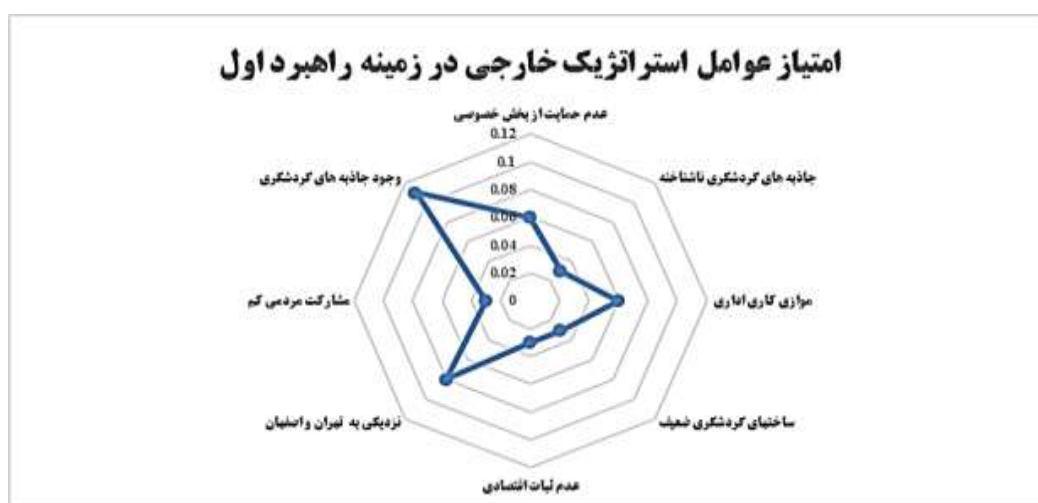 امتیاز عوامل استراتژیک خارجی در زمینه راهبرد اول
عدم حمایت از بخش خصوصی
جاذبه های گردشگری ناشناخته
موازی کاری اداری
ساختهای گردشگری ضعیف
عدم ثبات اقتصادی
نزدیکی به تهران و اصفهان
مشارکت مردمی کم
وجود جاذبه های گردشگری
0.12
0.1
0.08
0.06
0.04
0.02
0